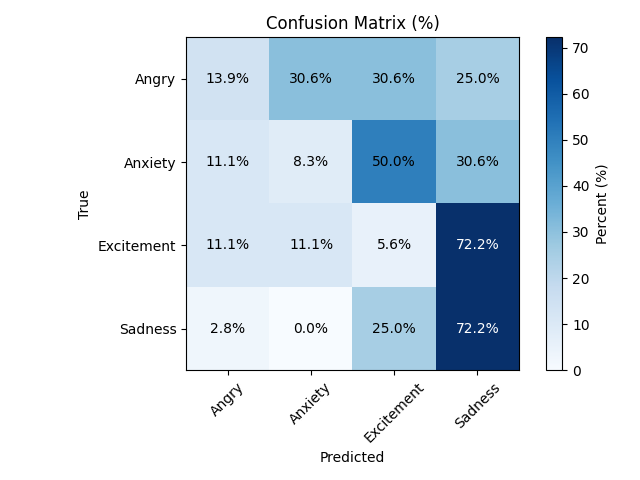 Confusion Matrix (%)
Angry 13.9% 30.6% 30.6% 25.0%
Anxiety 11.1% 8.3% 50.0% 30.6%
Excitement 11.1% 11.1% 5.6% 72.2%
Sadness 2.8% 0.0% 25.0% 72.2%
Angry Anxiety Excitement Sadness
Predicted
True
70
60
50
40
30
20
10
0
Percent (%)